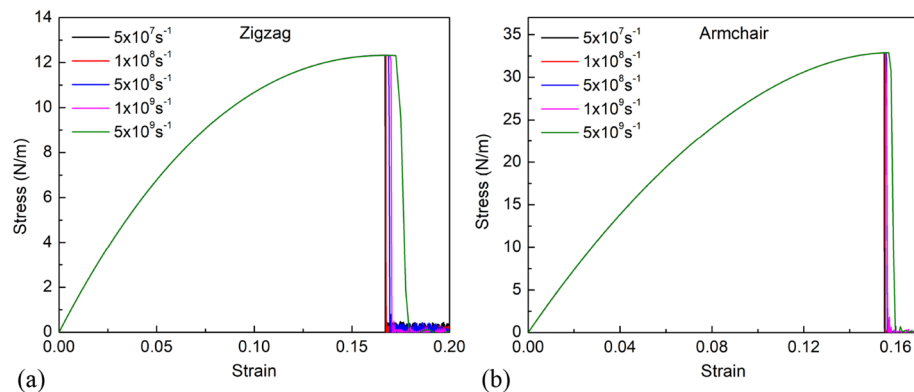 Zigzag
5x10⁷s⁻¹
1x10⁸s⁻¹
5x10⁸s⁻¹
1x10⁹s⁻¹
5x10⁹s⁻¹
14
12
10
8
6
4
2
0
Stress (N/m)
0.00 0.05 0.10 0.15 0.20
Strain
(a)
Armchair
5x10⁷s⁻¹
1x10⁸s⁻¹
5x10⁸s⁻¹
1x10⁹s⁻¹
5x10⁹s⁻¹
35
30
25
20
15
10
5
0
Stress (N/m)
0.00 0.04 0.08 0.12 0.16
Strain
(b)